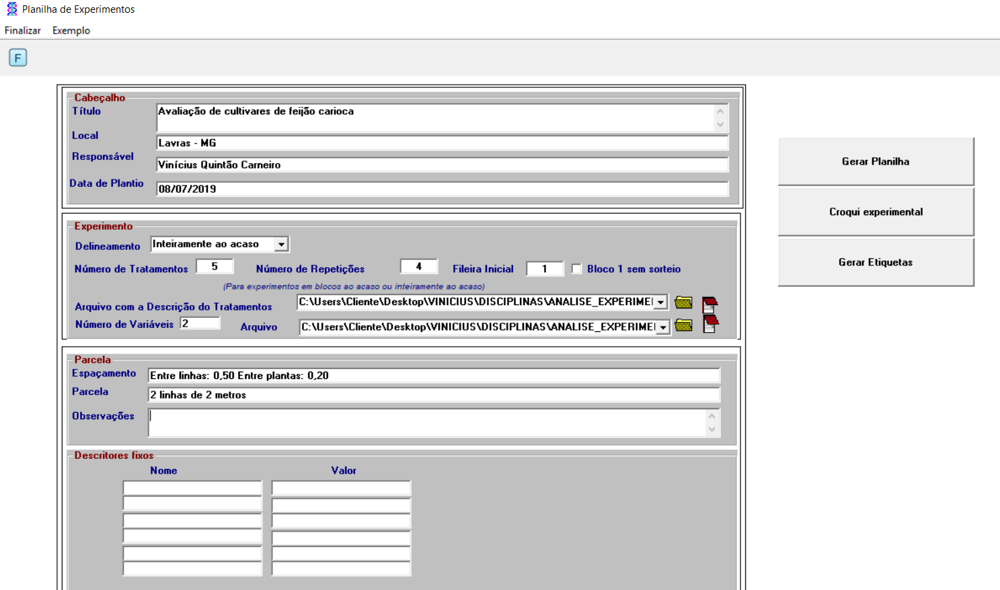 Planilha de Experimentos
Finalizar Exemplo
F
Cabeçalho
Título Avaliação de cultivares de feijão carioca
Local Lavras - MG
Responsável Vinícius Quintão Carneiro
Data de Plantio 08/07/2019
Gerar Planilha
Croqui experimental
Gerar Etiquetas
Experimento
Delineamento Inteiramente ao acaso
Número de Tratamentos 5 Número de Repetições 4 Fileira Inicial 1 Bloco 1 sem sorteio
(Para experimentos em blocos ao acaso ou inteiramente ao acaso)
Arquivo com a Descrição do Tratamentos C:\Users\Cliente\Desktop\VINICIUS\DISCIPLINAS\ANALISE_EXPERIME
Número de Variáveis 2 Arquivo C:\Users\Cliente\Desktop\VINICIUS\DISCIPLINAS\ANALISE_EXPERIME
Parcela
Espaçamento Entre linhas: 0,50 Entre plantas: 0,20
Parcela 2 linhas de 2 metros
Observações
Descritores fixos
Nome Valor